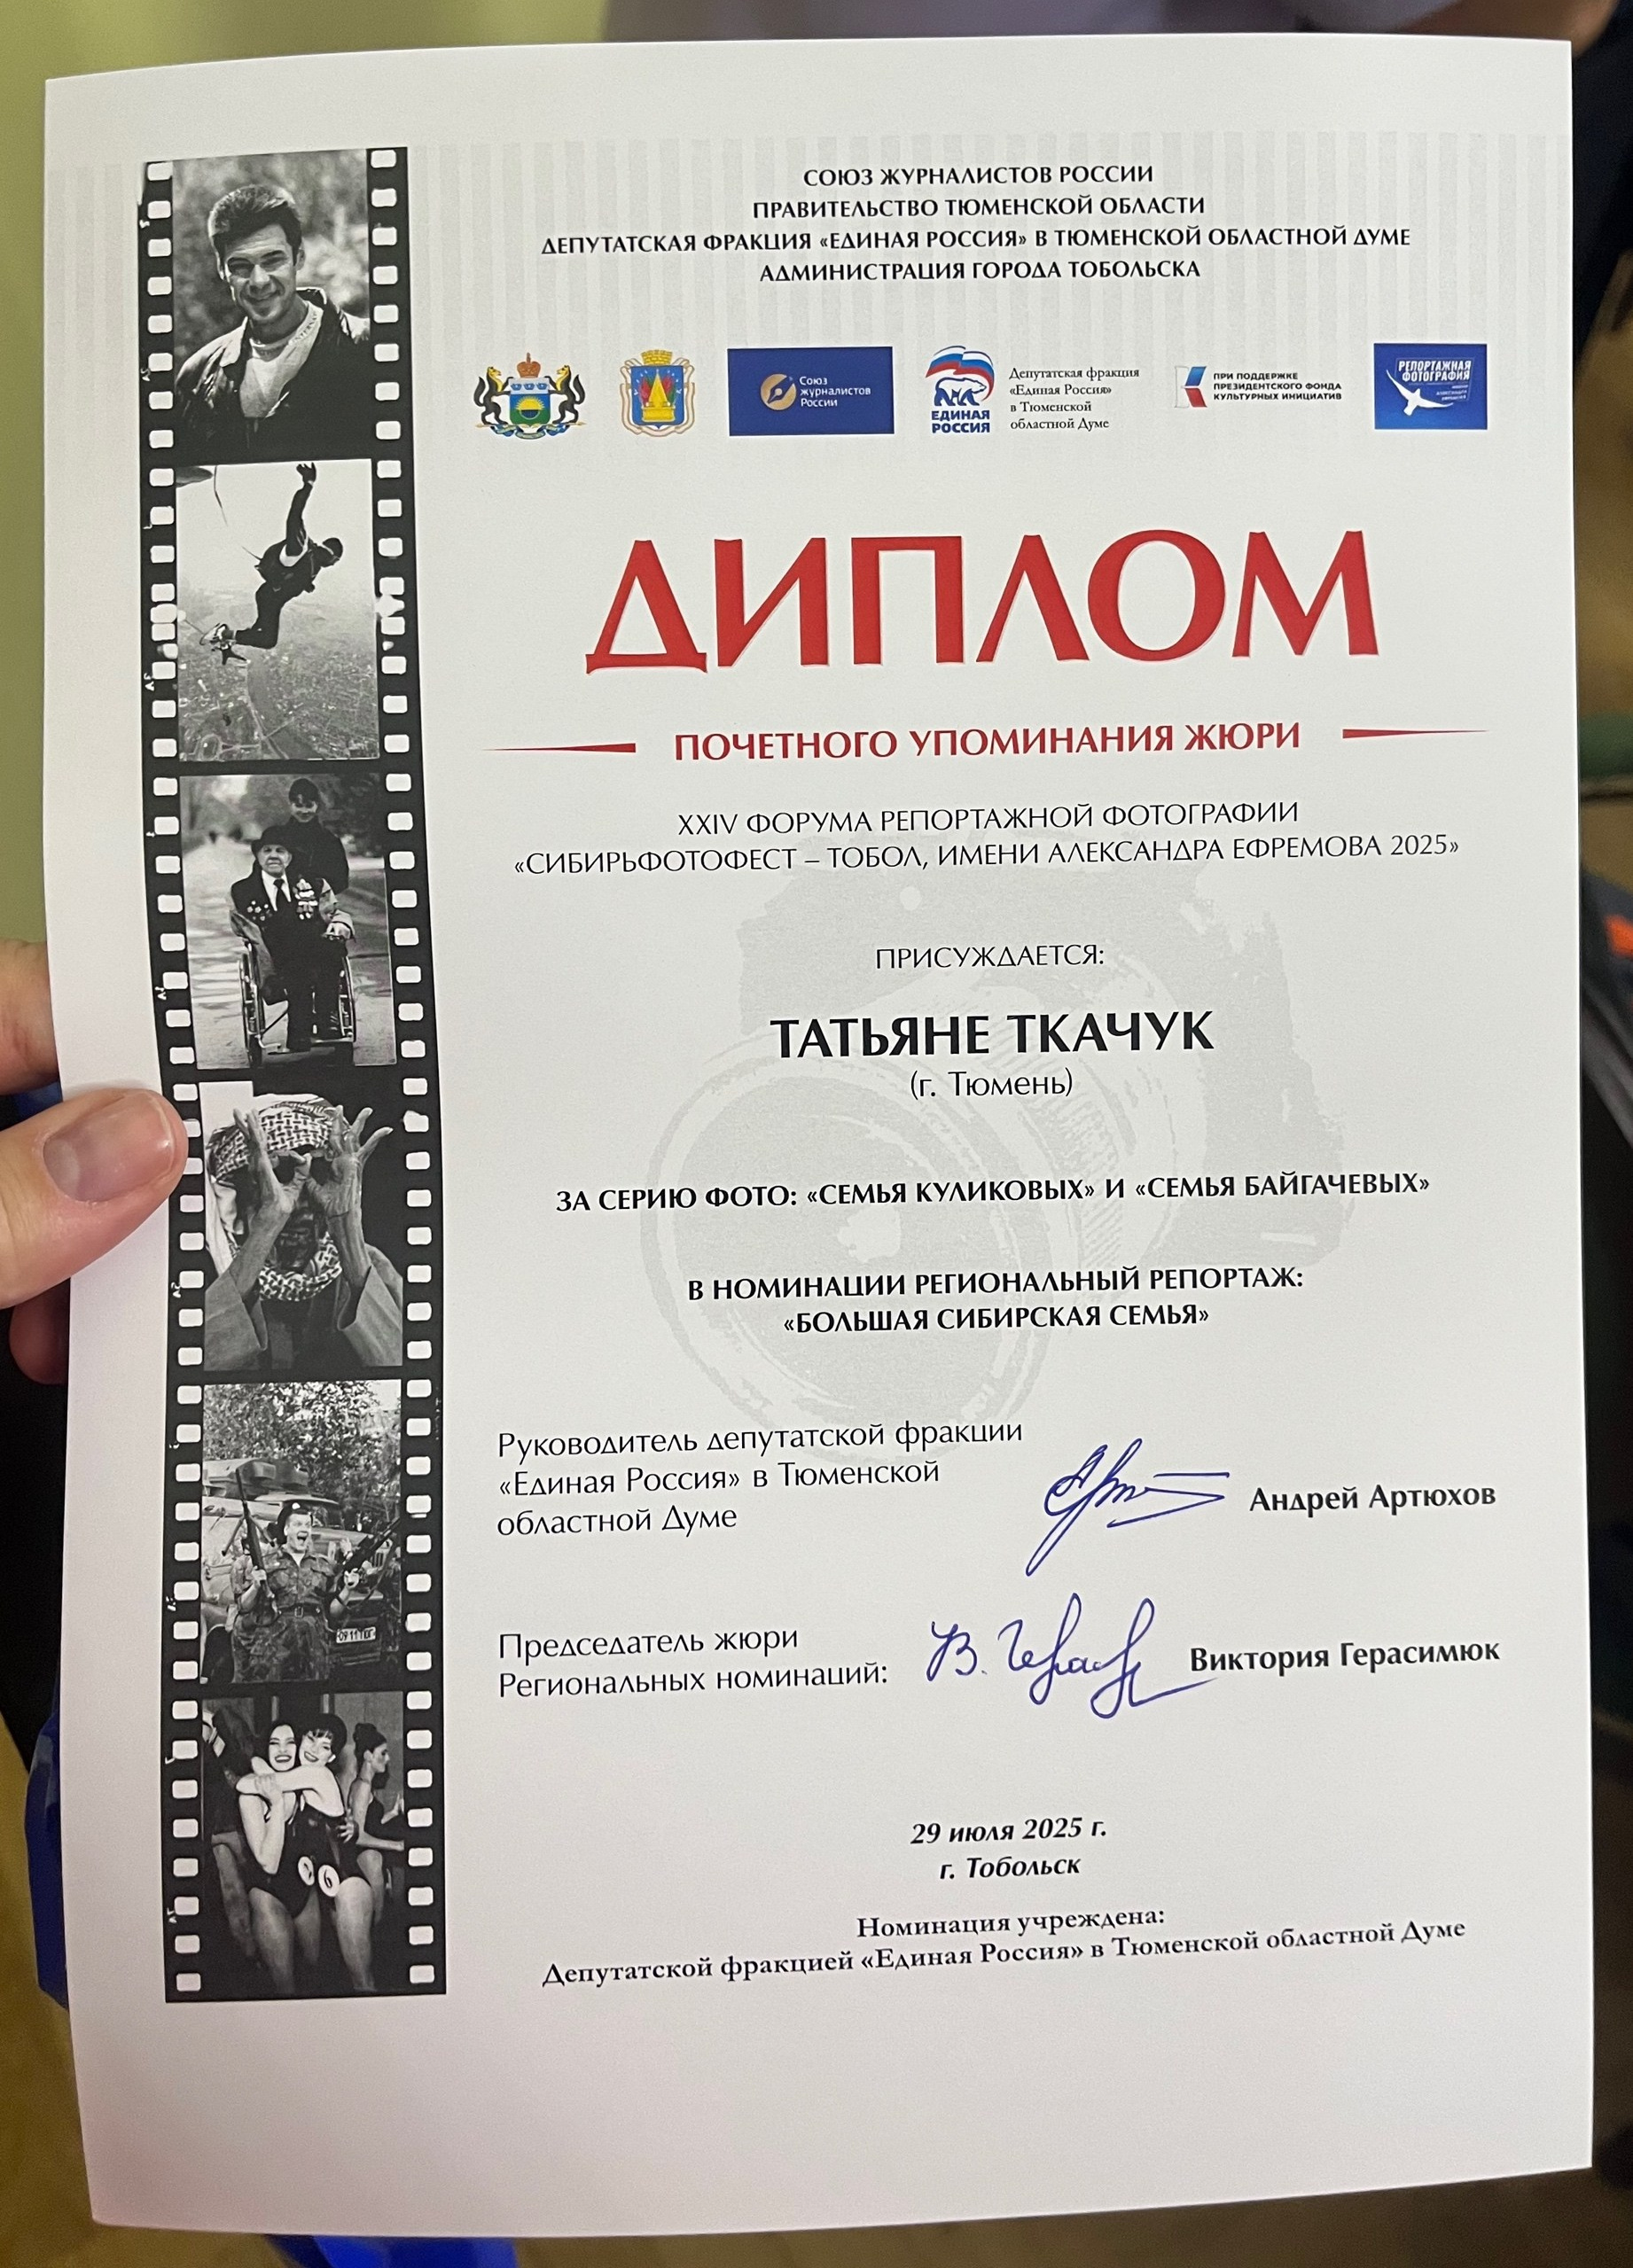 СОЮЗ ЖУРНАЛИСТОВ РОССИИ
ПРАВИТЕЛЬСТВО ТЮМЕНСКОЙ ОБЛАСТИ
ДЕПУТАТСКАЯ ФРАКЦИЯ «ЕДИНАЯ РОССИЯ» В ТЮМЕНСКОЙ ОБЛАСТНОЙ ДУМЕ
АДМИНИСТРАЦИЯ ГОРОДА ТОБОЛЬСКА
Союз
журналистов
России
ЕДИНАЯ
РОССИЯ
Депутатская фракция
«Единая Россия»
в Тюменской
областной Думе
ПРИ ПОДДЕРЖКЕ
ПРЕЗИДЕНТСКОГО ФОНДА
КУЛЬТУРНЫХ ИНИЦИАТИВ
РЕПОРТАЖНАЯ
ФОТОГРАФИЯ
ДИПЛОМ
ПОЧЕТНОГО УПОМИНАНИЯ ЖЮРИ
XXIV ФОРУМА РЕПОРТАЖНОЙ ФОТОГРАФИИ
«СИБИРЬФОТОФЕСТ – ТОБОЛ, ИМЕНИ АЛЕКСАНДРА ЕФРЕМОВА 2025»
ПРИСУЖДАЕТСЯ:
ТАТЬЯНЕ ТКАЧУК
(г. Тюмень)
ЗА СЕРИЮ ФОТО: «СЕМЬЯ КУЛИКОВЫХ» И «СЕМЬЯ БАЙГАЧЕВЫХ»
В НОМИНАЦИИ РЕГИОНАЛЬНЫЙ РЕПОРТАЖ:
«БОЛЬШАЯ СИБИРСКАЯ СЕМЬЯ»
Руководитель депутатской фракции
«Единая Россия» в Тюменской
областной Думе
Андрей Артюхов
Председатель жюри
Региональных номинаций:
Виктория Герасимюк
29 июля 2025 г.
г. Тобольск
Номинация учреждена:
Депутатской фракцией «Единая Россия» в Тюменской областной Думе